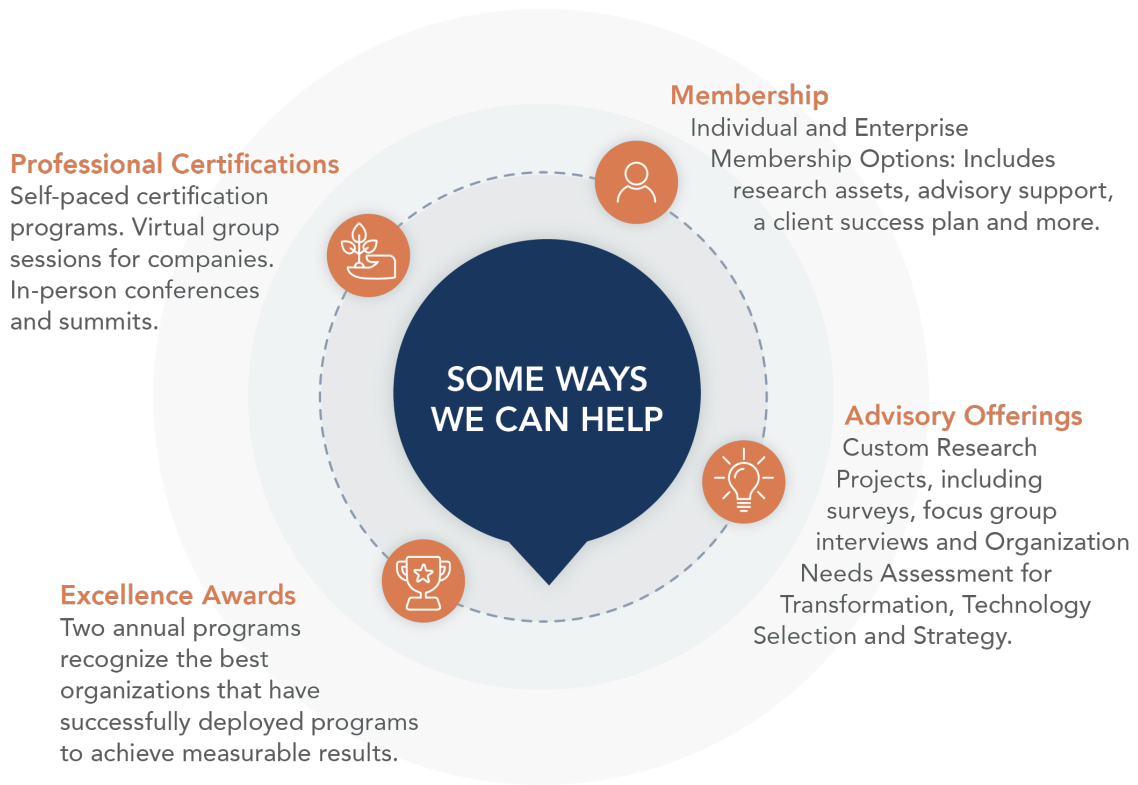 Membership
Individual and Enterprise
Membership Options: Includes
research assets, advisory support,
a client success plan and more.
Professional Certifications
Self-paced certification
programs. Virtual group
sessions for companies.
In-person conferences
and summits.
SOME WAYS
WE CAN HELP
Advisory Offerings
Custom Research
Projects, including
surveys, focus group
interviews and Organization
Needs Assessment for
Transformation, Technology
Selection and Strategy.
Excellence Awards
Two annual programs
recognize the best
organizations that have
successfully deployed programs
to achieve measurable results.